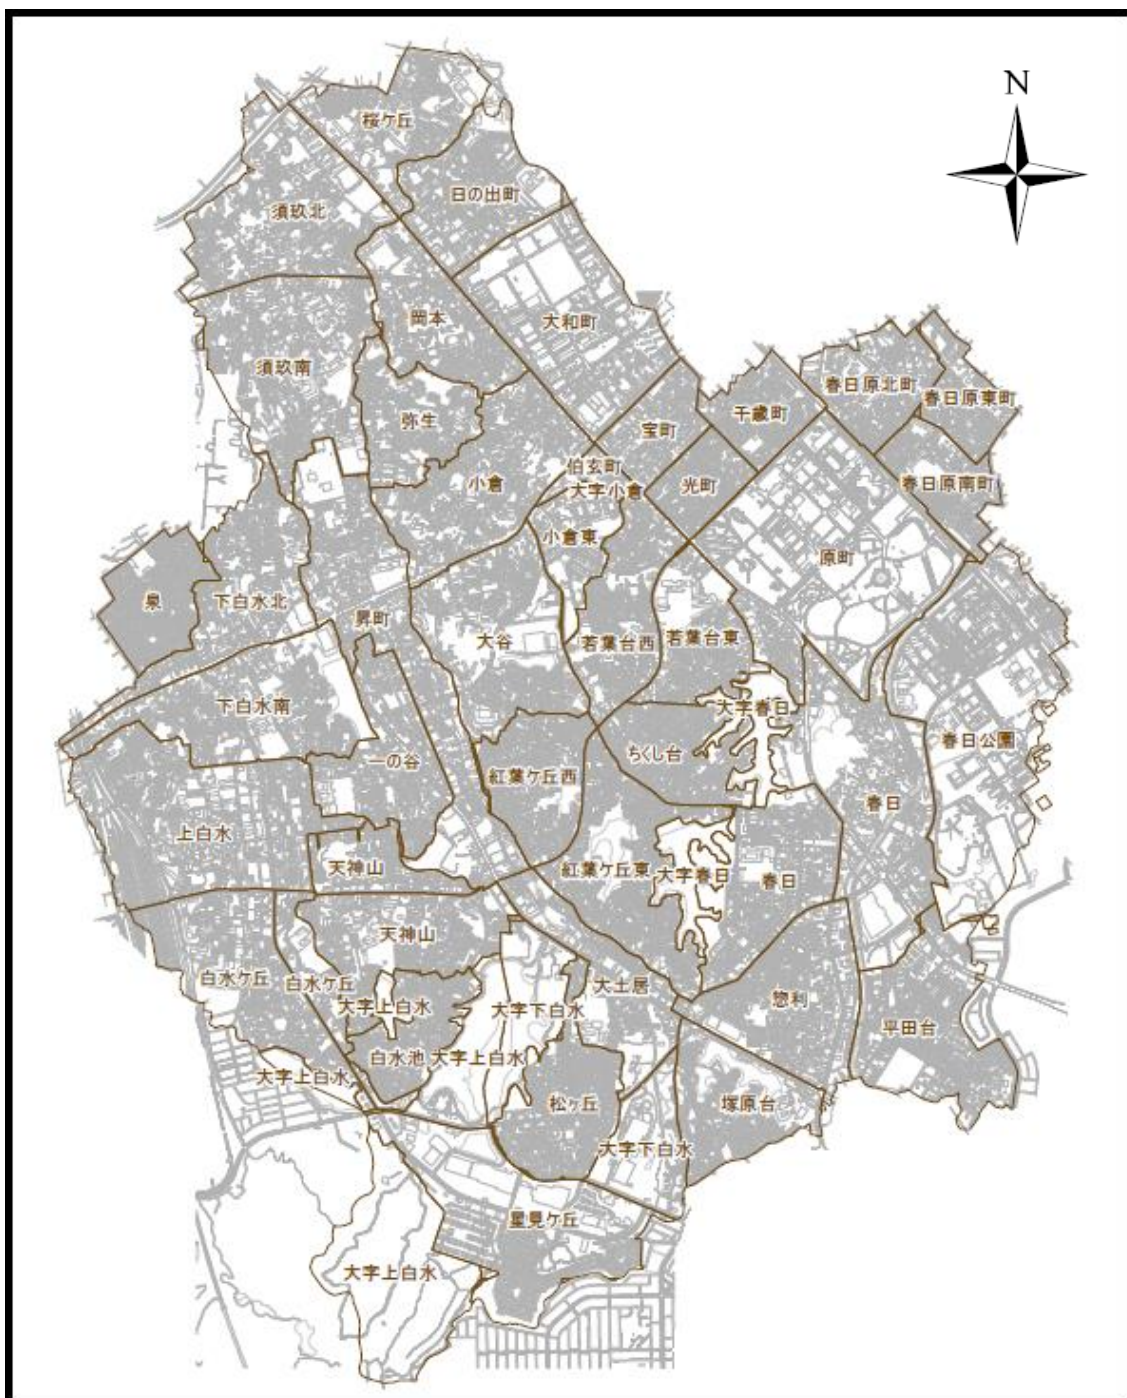 N
桜ケ丘
日の出町
須玖北
岡本
大和町
須玖南
春日原北町
春日原東町
千歳町
弥生
宝町
伯玄町
小倉
大字小倉
光町
春日原南町
小倉東
原町
泉
下白水北
昇町
大谷
若葉台西
若葉台東
下白水南
大字春日
春日公園
ちくし台
一の谷
紅葉ケ丘西
春日
上白水
天神山
紅葉ケ丘東
大字春日
春日
天神山
白水ケ丘
白水ケ丘
大土居
惣利
大字上白水
大字下白水
平田台
白水池
大字上白水
大字上白水
松ヶ丘
塚原台
大字下白水
星見ケ丘
大字上白水